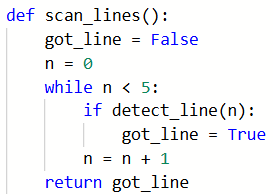 def scan_lines():
    got_line = False
    n = 0
    while n < 5:
        if detect_line(n):
            got_line = True
        n = n + 1
    return got_line